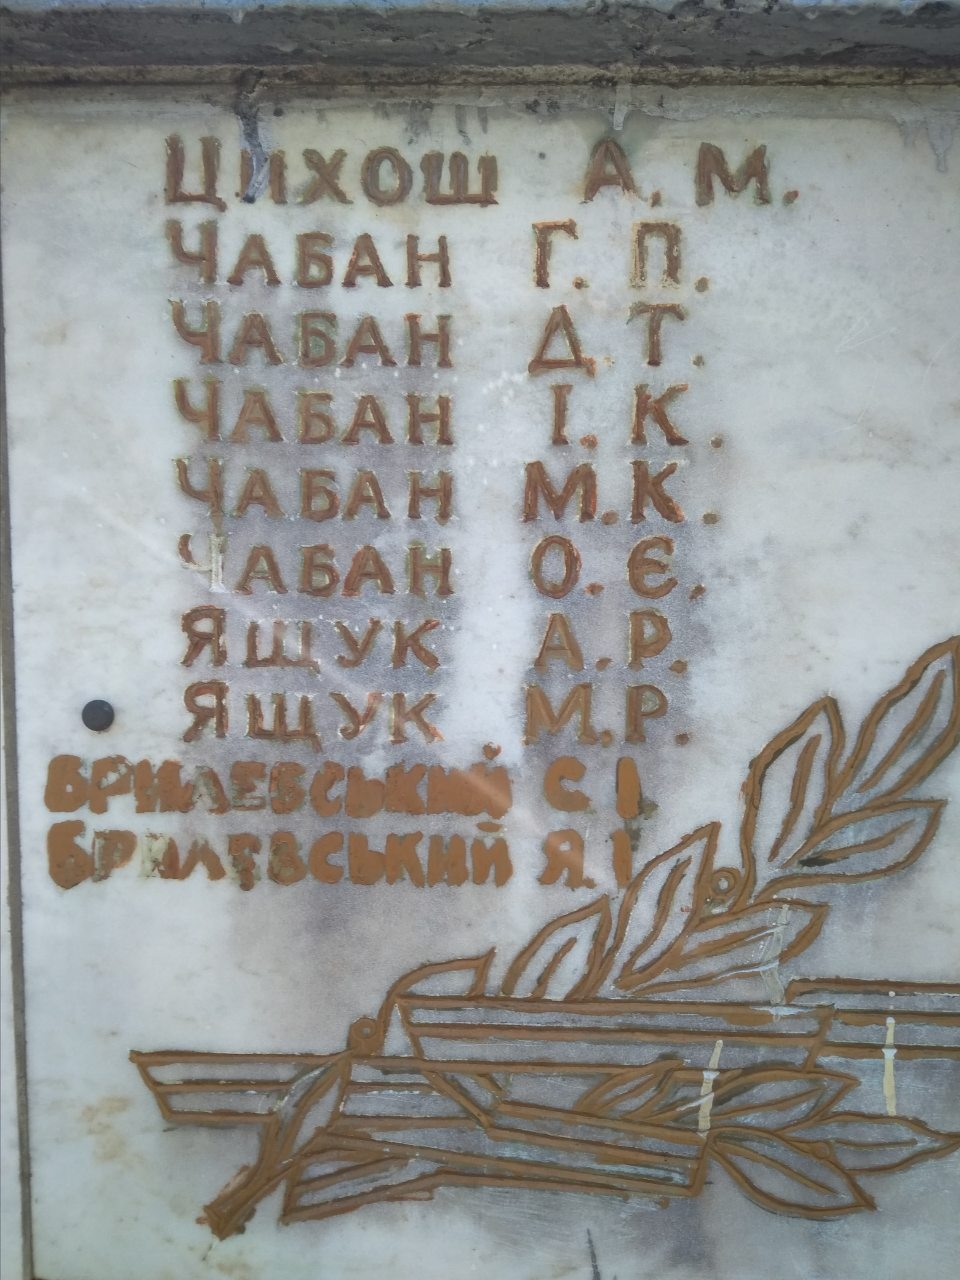 ЦИХОШ А. М.
ЧАБАН Г. П.
ЧАБАН Д. Т.
ЧАБАН І. К.
ЧАБАН М. К.
ЧАБАН О. Є.
ЯЩУК А. Р.
ЯЩУК М. Р.
БРИЛЕВСЬКИЙ С. І
БРИЛЕВСЬКИЙ Я. І